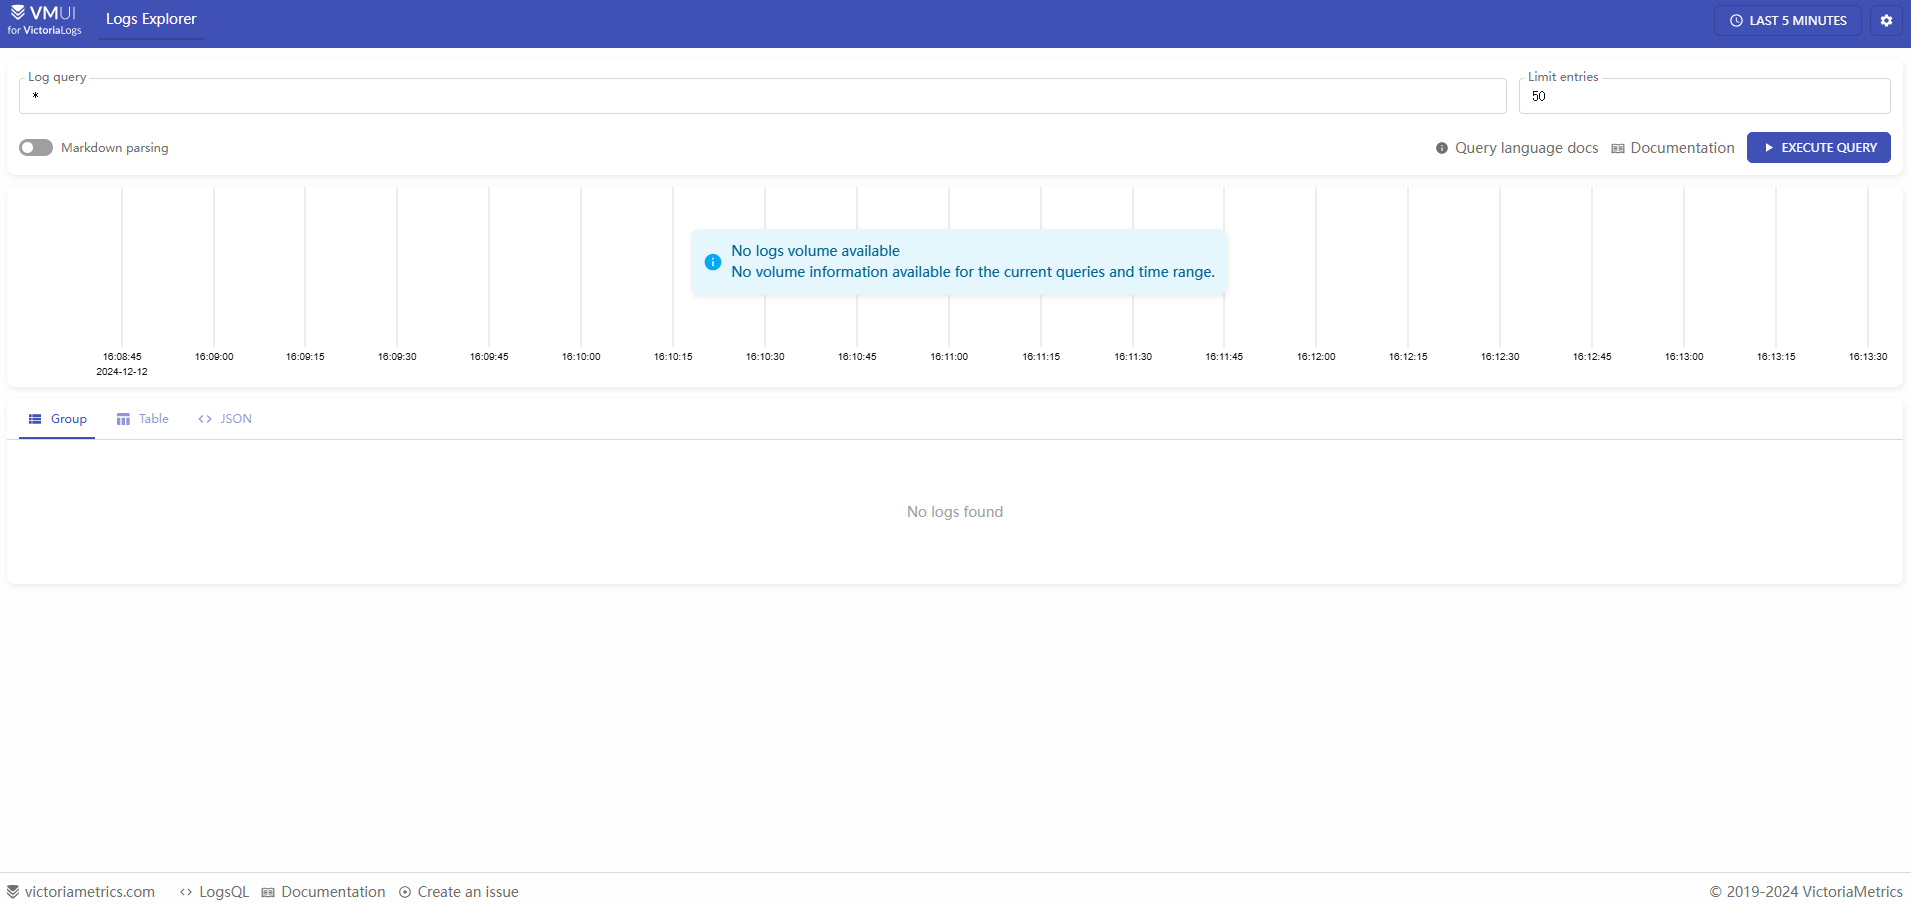 VMUI
for VictoriaLogs
Logs Explorer
LAST 5 MINUTES
Log query
*
Limit entries
50
Markdown parsing
Query language docs
Documentation
EXECUTE QUERY
No logs volume available
No volume information available for the current queries and time range.
16:08:45 16:09:00 16:09:15 16:09:30 16:09:45 16:10:00 16:10:15 16:10:30 16:10:45 16:11:00 16:11:15 16:11:30 16:11:45 16:12:00 16:12:15 16:12:30 16:12:45 16:13:00 16:13:15 16:13:30
2024-12-12
Group Table JSON
No logs found
victoriametrics.com LogsQL Documentation Create an issue © 2019-2024 VictoriaMetrics